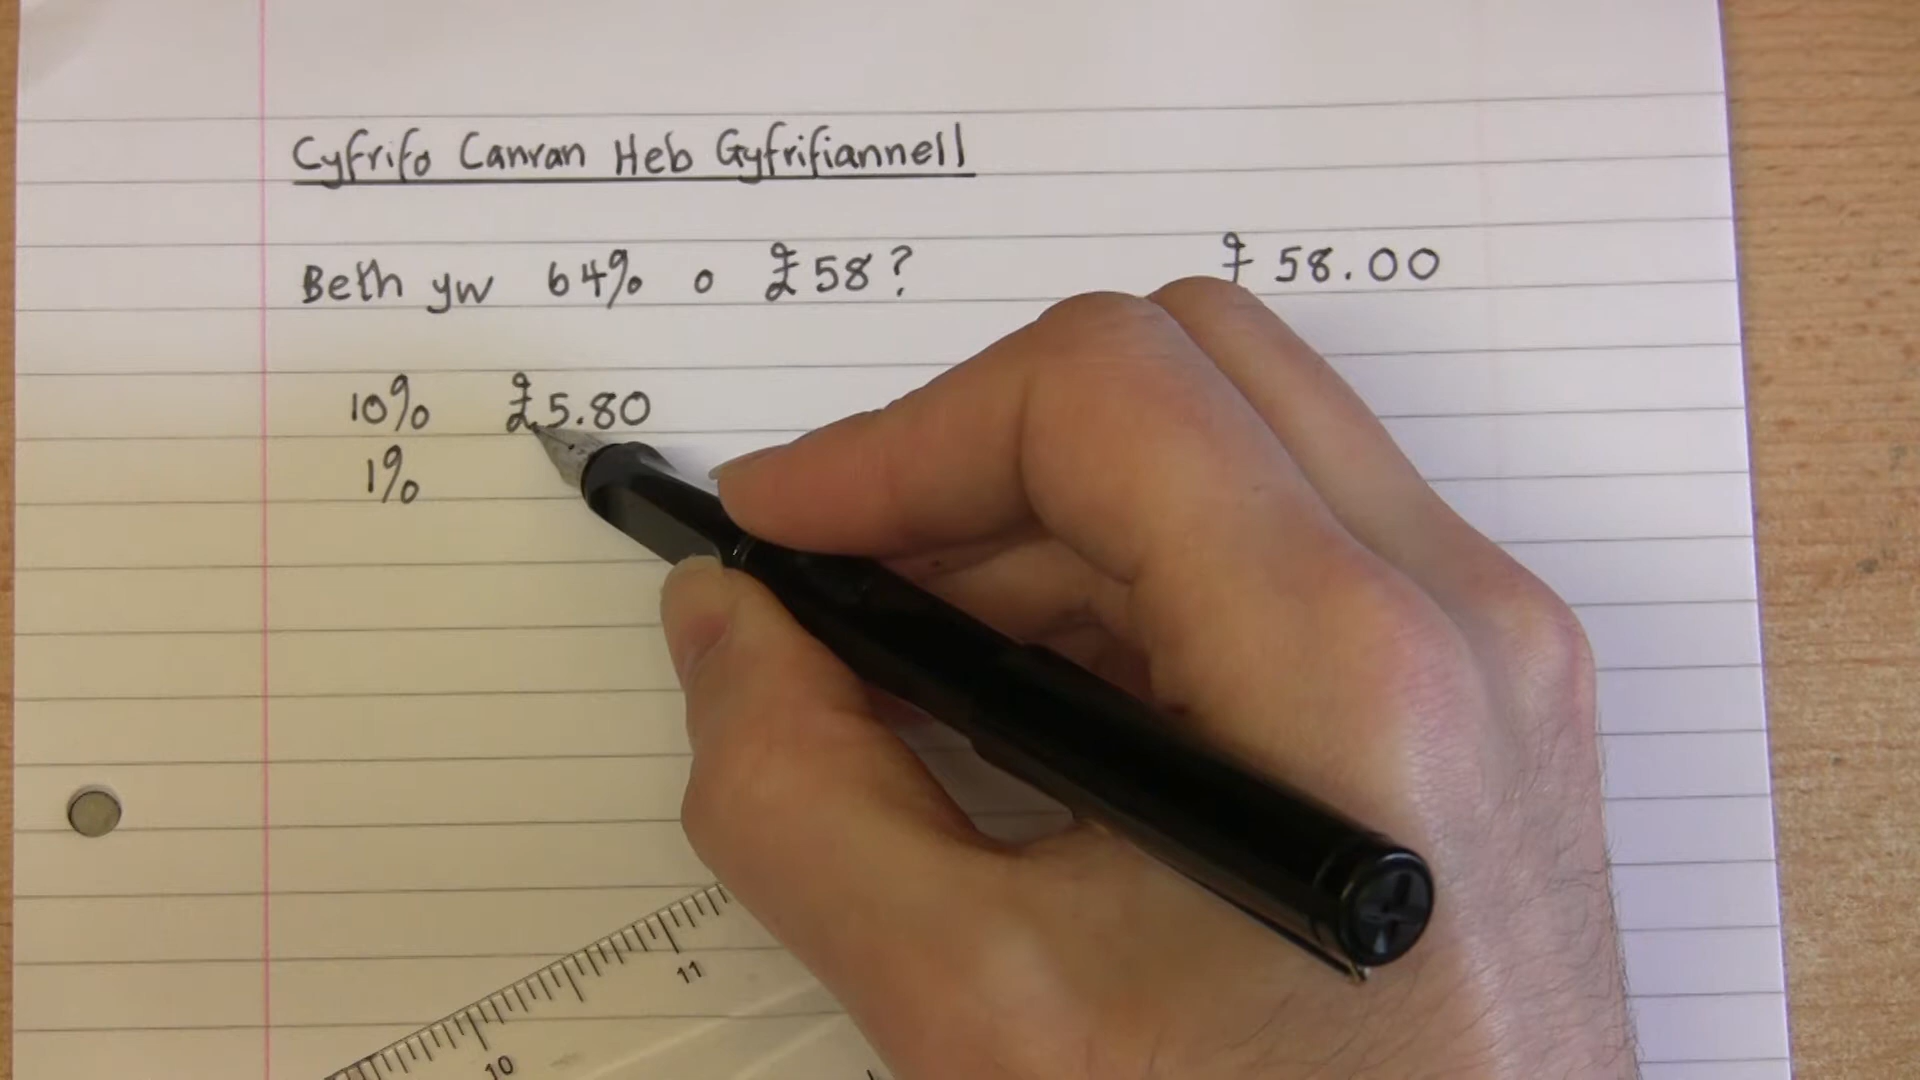 Cyfrifo Canran Heb Gyfrifiannell
Beth yw 64% o £58? £58.00
10% £5.80
1%
11
10